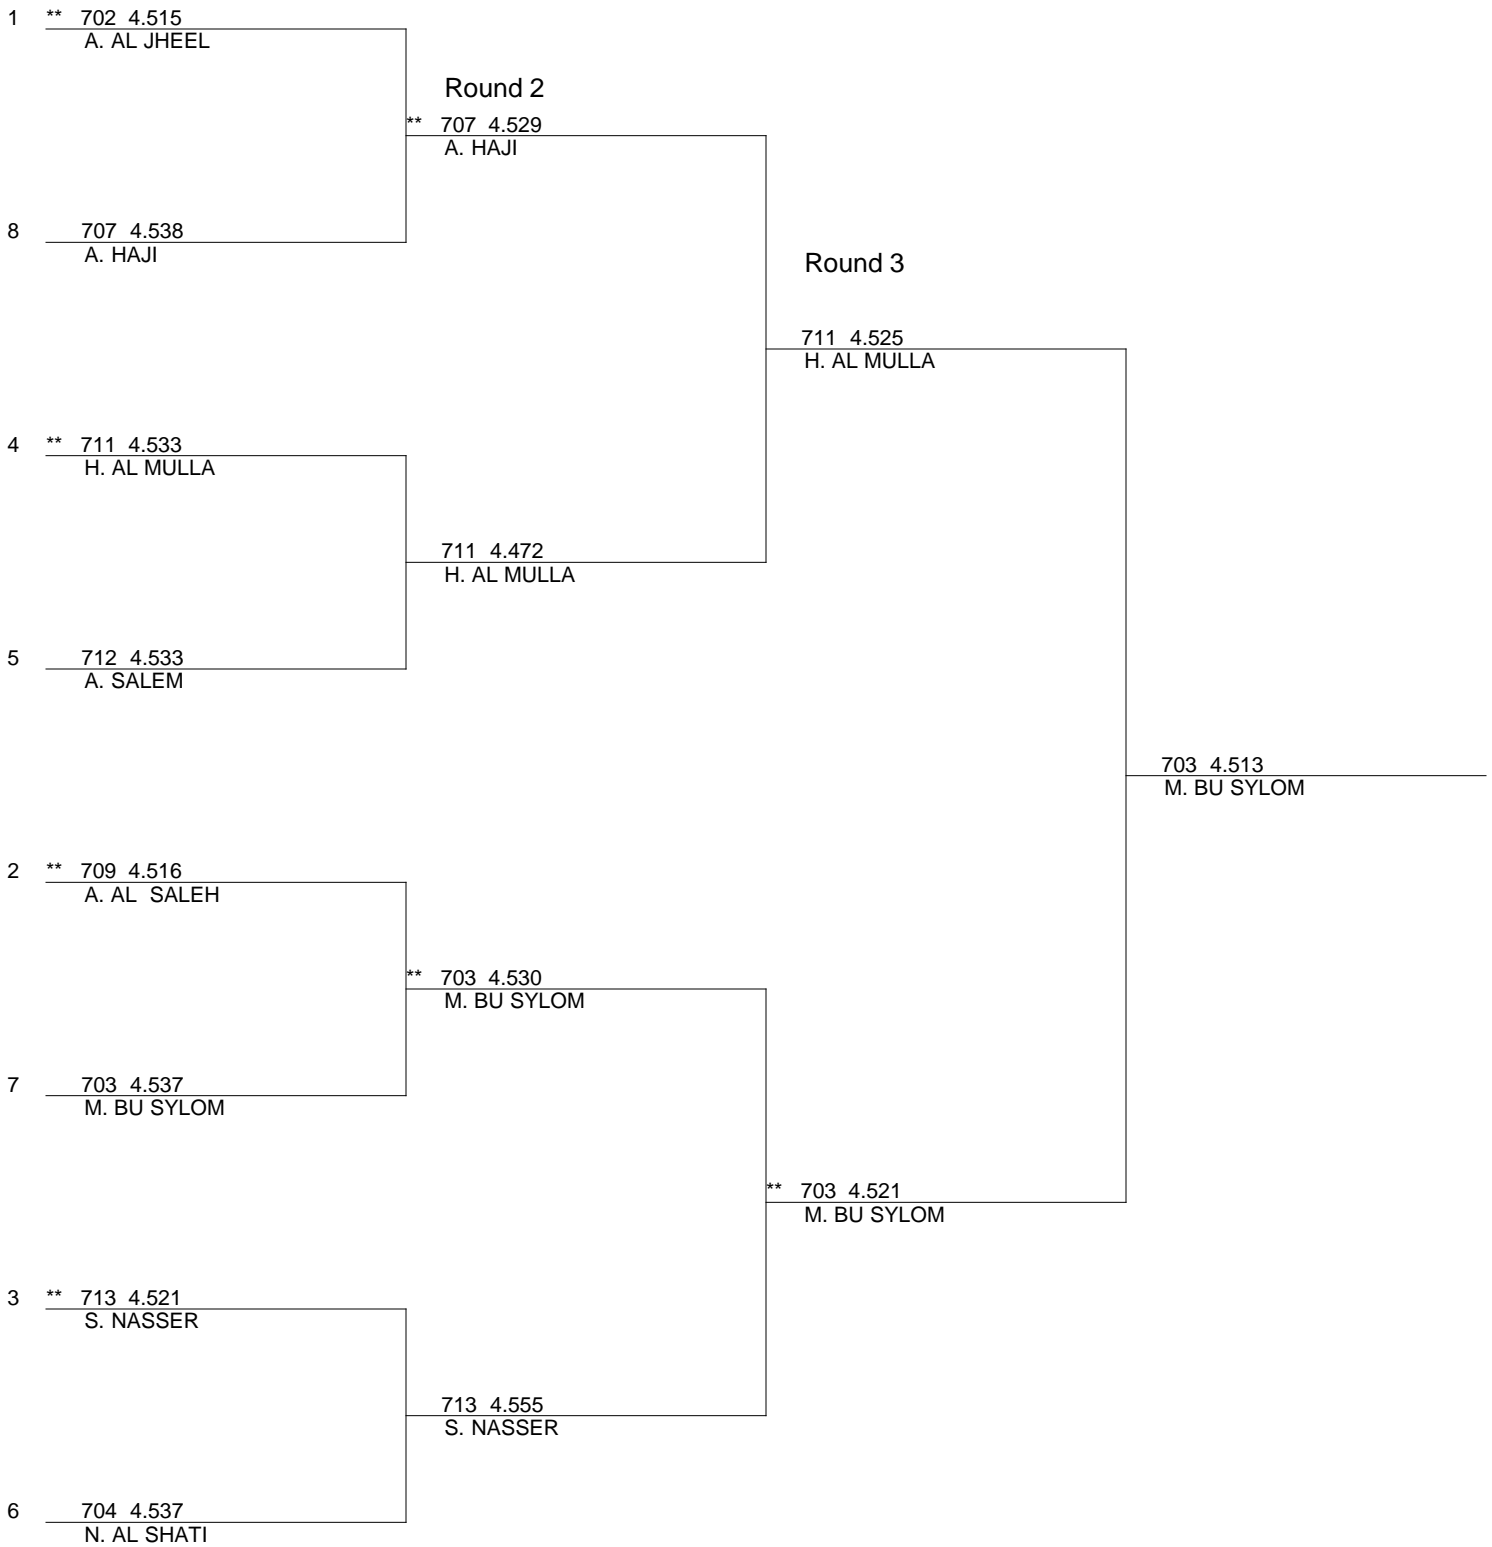 1 ** 702 4.515
A. AL JHEEL
Round 2
** 707 4.529
A. HAJI
8 707 4.538
A. HAJI
Round 3
711 4.525
H. AL MULLA
4 ** 711 4.533
H. AL MULLA
711 4.472
H. AL MULLA
5 712 4.533
A. SALEM
703 4.513
M. BU SYLOM
2 ** 709 4.516
A. AL SALEH
** 703 4.530
M. BU SYLOM
7 703 4.537
M. BU SYLOM
** 703 4.521
M. BU SYLOM
3 ** 713 4.521
S. NASSER
713 4.555
S. NASSER
6 704 4.537
N. AL SHATI